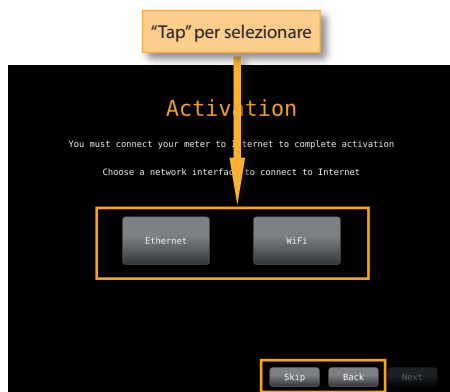 “Tap” per selezionare
Activation
You must connect your meter to Internet to complete activation
Choose a network interface to connect to Internet
Ethernet WiFi
Skip Back Next